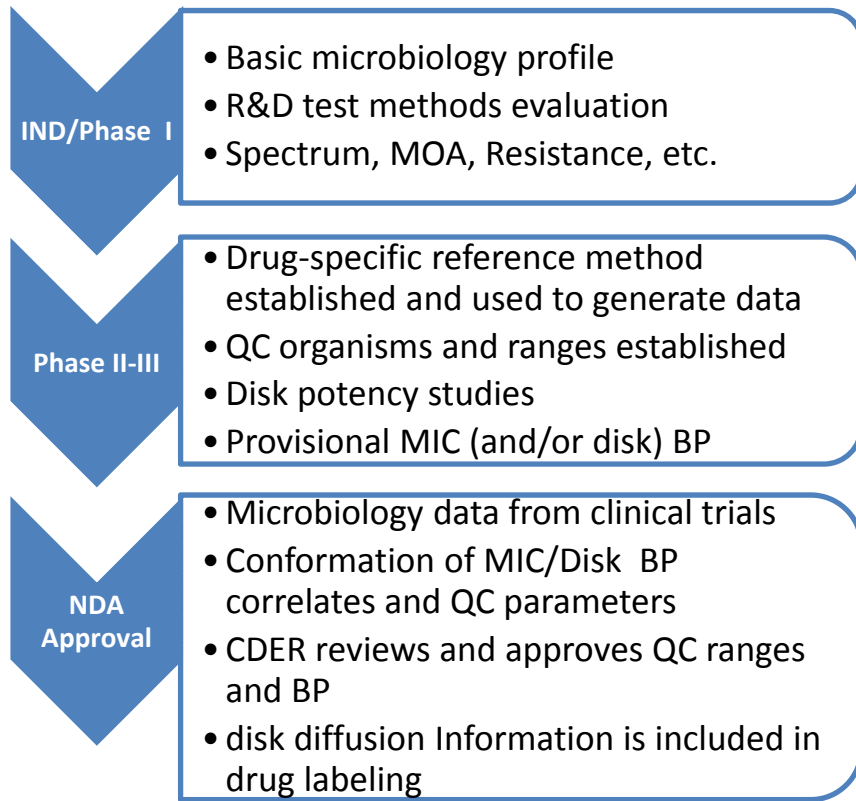 IND/Phase I
• Basic microbiology profile
• R&D test methods evaluation
• Spectrum, MOA, Resistance, etc.
Phase II-III
• Drug-specific reference method
established and used to generate data
• QC organisms and ranges established
• Disk potency studies
• Provisional MIC (and/or disk) BP
NDA
Approval
• Microbiology data from clinical trials
• Conformation of MIC/Disk BP
correlates and QC parameters
• CDER reviews and approves QC ranges
and BP
• disk diffusion Information is included in
drug labeling